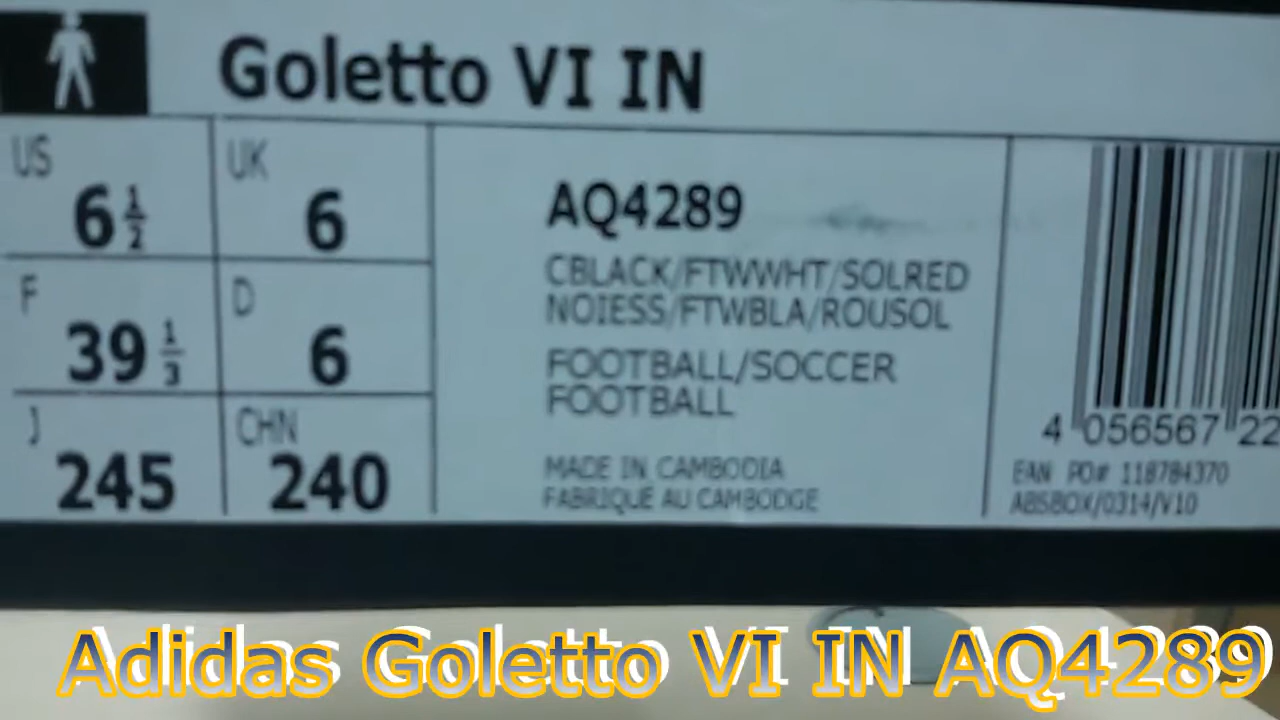 Goletto VI IN
US
6 1/2
UK
6
F
39 1/3
D
6
J
245
CHN
240
AQ4289
CBLACK/FTWWHT/SOLRED
NOIESS/FTWBLA/ROUSOL
FOOTBALL/SOCCER
FOOTBALL
MADE IN CAMBODIA
FABRIQUÉ AU CAMBODGE
4 056567 22
EAN PO# 118784370
ABSBOX/0314/V10
Adidas Goletto VI IN AQ4289